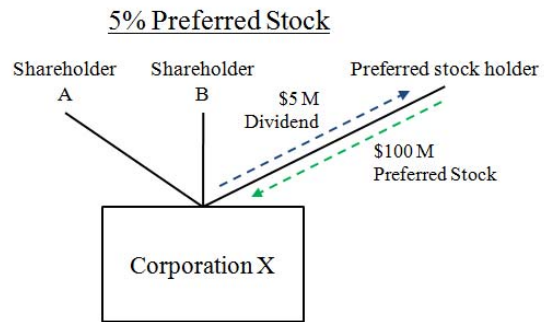 5% Preferred Stock
Shareholder
A
Shareholder
B
Preferred stock holder
$5 M
Dividend
$100 M
Preferred Stock
Corporation X